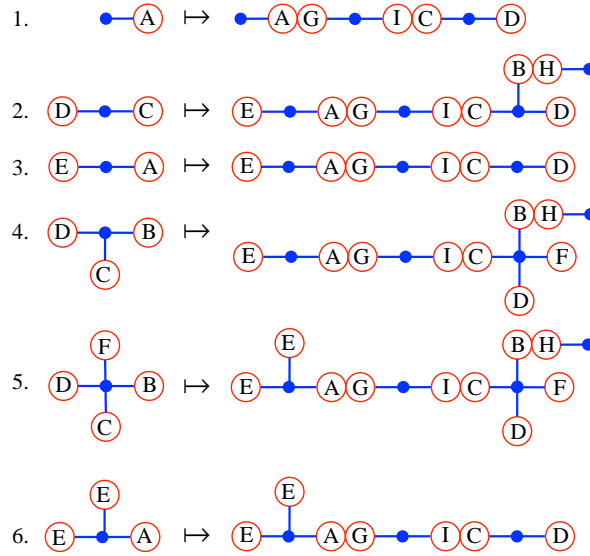 1. A ↦ A G I C D
B H
2. D C ↦ E A G I C D
3. E A ↦ E A G I C D
B H
4. D B ↦ E A G I C F
C
D
F E B H
5. D B ↦ E A G I C F
C D
E E
6. E A ↦ E A G I C D